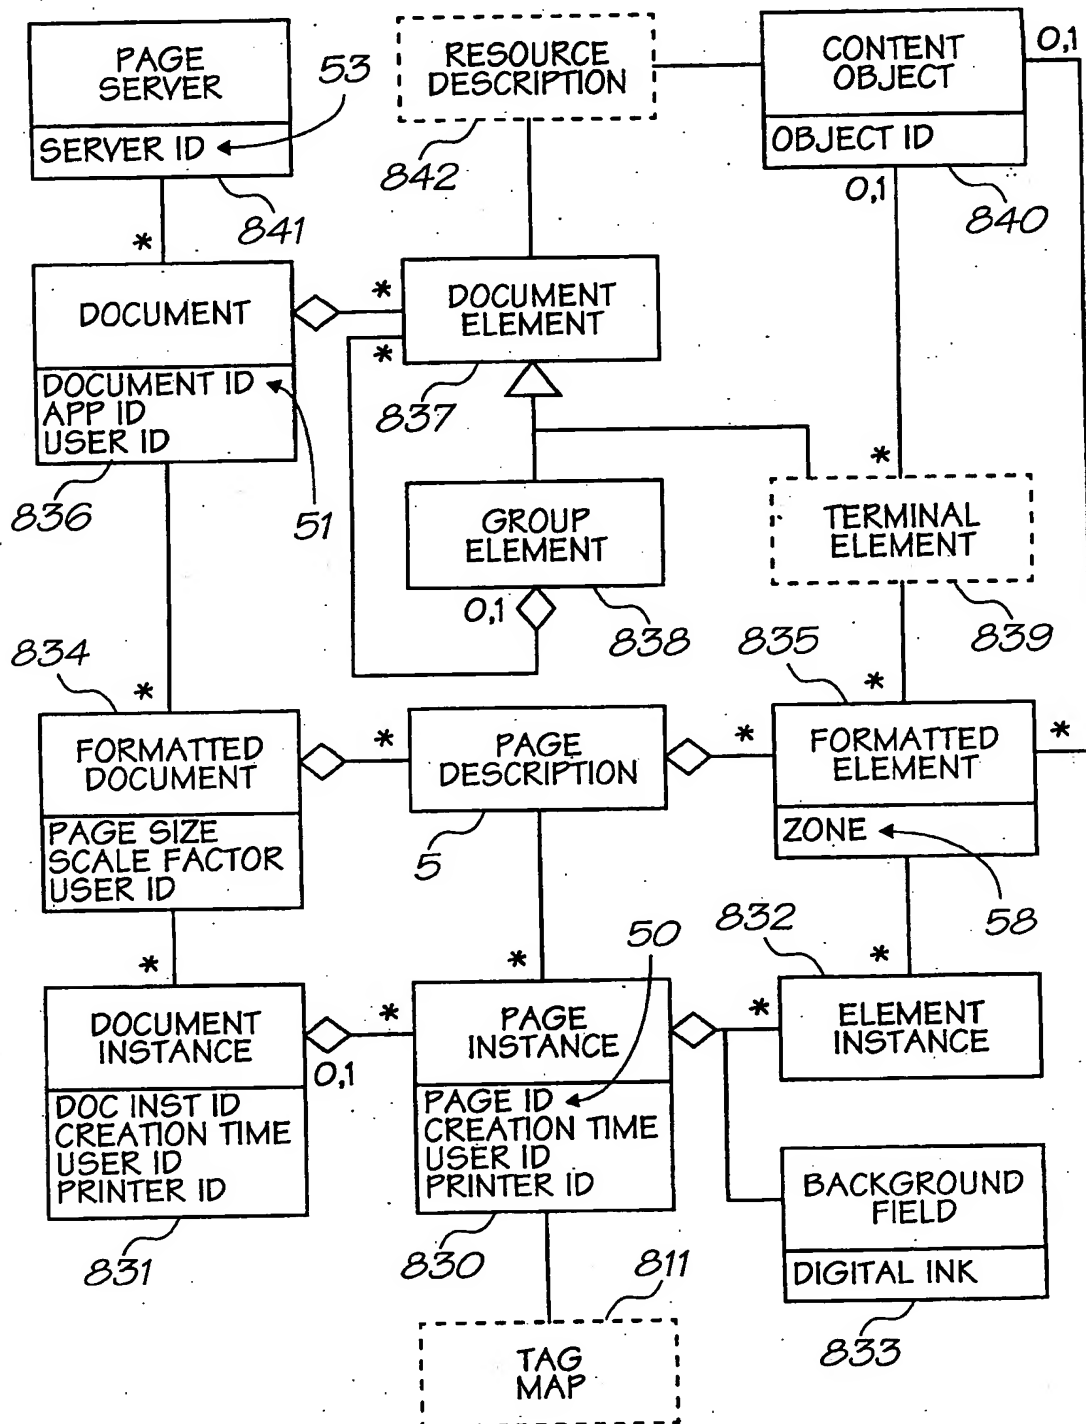 PAGE
SERVER
SERVER ID
53
841
*
RESOURCE
DESCRIPTION
842
CONTENT
OBJECT
OBJECT ID
0,1
0,1
840
DOCUMENT
DOCUMENT ID
APP ID
USER ID
836
51
*
*
DOCUMENT
ELEMENT
837
GROUP
ELEMENT
0,1
838
*
TERMINAL
ELEMENT
839
834
*
FORMATTED
DOCUMENT
PAGE SIZE
SCALE FACTOR
USER ID
*
PAGE
DESCRIPTION
5
835
*
*
FORMATTED
ELEMENT
*
ZONE
58
*
DOCUMENT
INSTANCE
0,1
DOC INST ID
CREATION TIME
USER ID
PRINTER ID
831
*
*
50
PAGE
INSTANCE
PAGE ID
CREATION TIME
USER ID
PRINTER ID
830
832
*
*
ELEMENT
INSTANCE
BACKGROUND
FIELD
DIGITAL INK
833
811
TAG
MAP